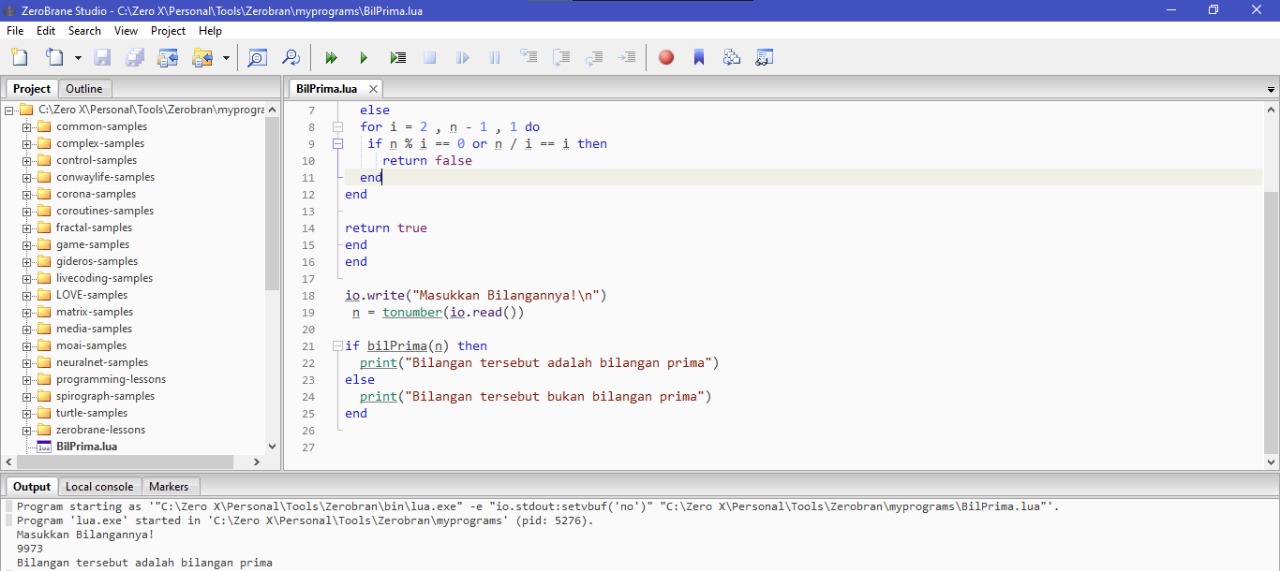 ZeroBrane Studio - C:\Zero X\Personal\Tools\Zerobran\myprograms\BilPrima.lua
File Edit Search View Project Help
Project Outline
C:\Zero X\Personal\Tools\Zerobran\myprogra
common-samples
complex-samples
control-samples
conwaylife-samples
corona-samples
coroutines-samples
fractal-samples
game-samples
gideros-samples
livecoding-samples
LOVE-samples
matrix-samples
media-samples
moai-samples
neuralnet-samples
programming-lessons
spirograph-samples
turtle-samples
zerobrane-lessons
lua BilPrima.lua
BilPrima.lua
7 else
8 for i = 2 , n - 1 , 1 do
9 if n % i == 0 or n / i == i then
10 return false
11 end
12 end
13
14 return true
15 end
16 end
17
18 io.write("Masukkan Bilangannya!\n")
19 n = tonumber(io.read())
20
21 if bilPrima(n) then
22 print("Bilangan tersebut adalah bilangan prima")
23 else
24 print("Bilangan tersebut bukan bilangan prima")
25 end
26
27
Output Local console Markers
Program starting as '"C:\Zero X\Personal\Tools\Zerobran\bin\lua.exe" -e "io.stdout:setvbuf('no')" "C:\Zero X\Personal\Tools\Zerobran\myprograms\BilPrima.lua"'.
Program 'lua.exe' started in 'C:\Zero X\Personal\Tools\Zerobran\myprograms' (pid: 5276).
Masukkan Bilangannya!
9973
Bilangan tersebut adalah bilangan prima